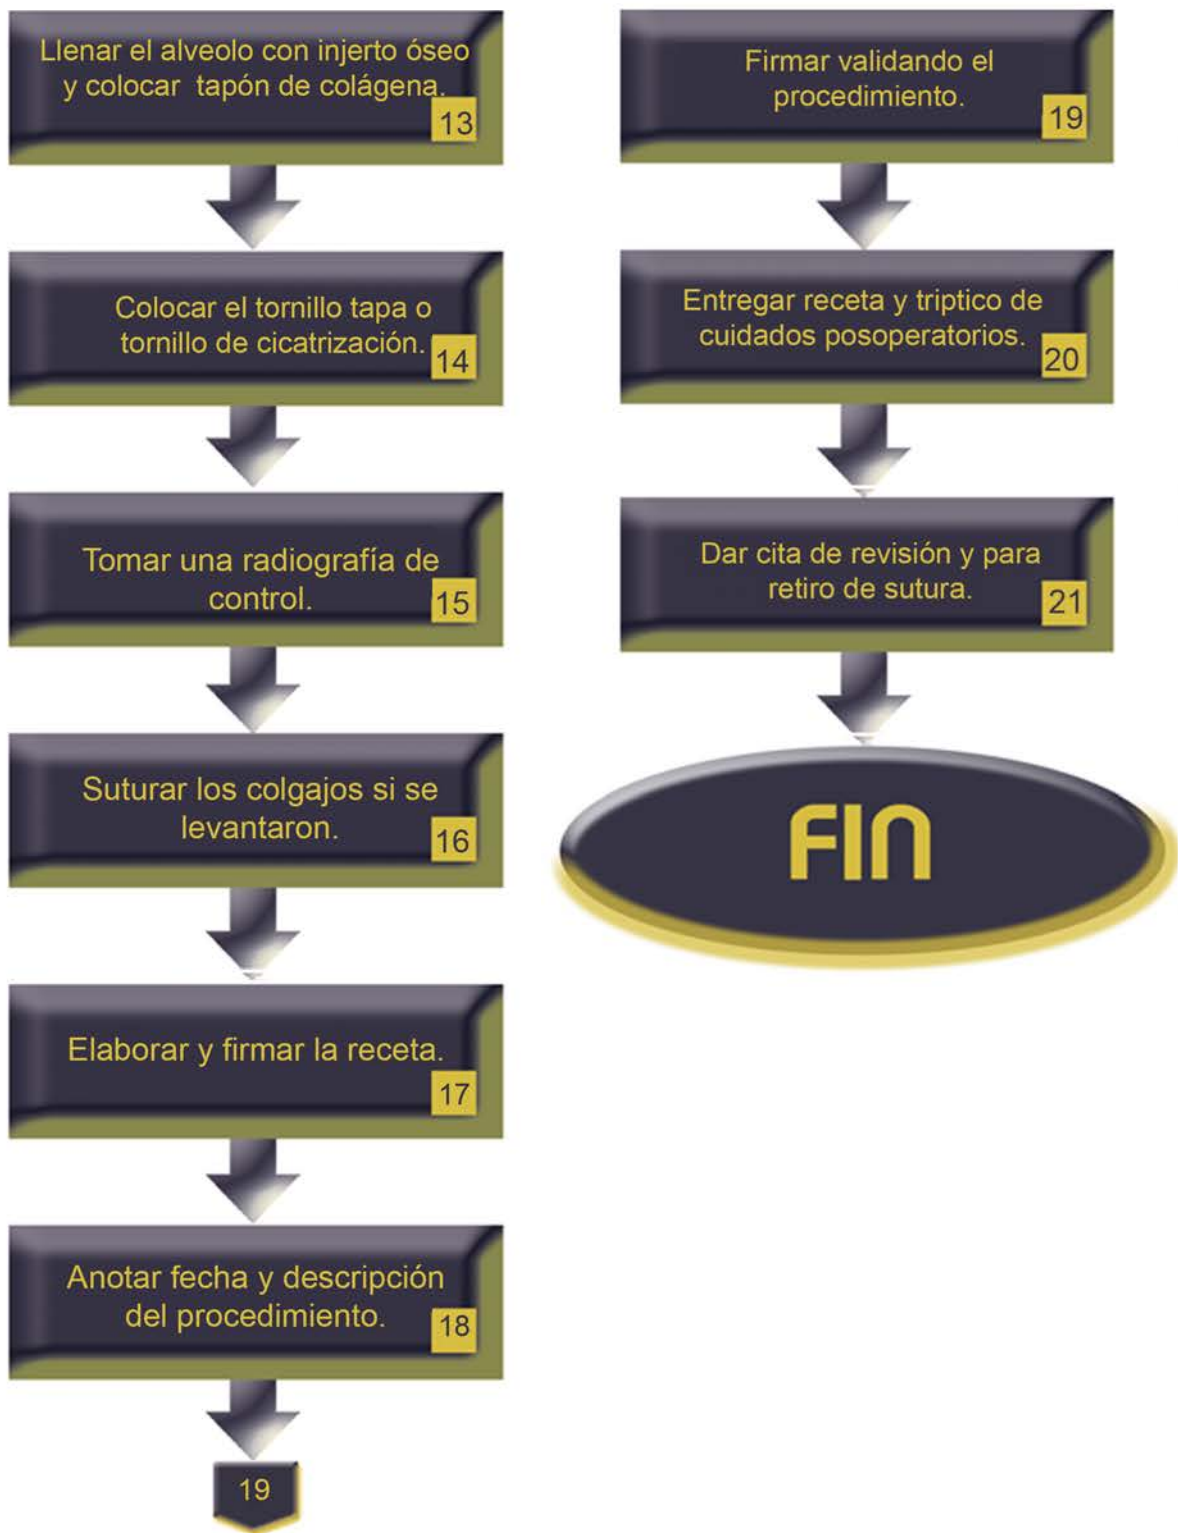 Llenar el alveolo con injerto óseo
y colocar tapón de colágena.
13
Colocar el tornillo tapa o
tornillo de cicatrización.
14
Tomar una radiografía de
control.
15
Suturar los colgajos si se
levantaron.
16
Elaborar y firmar la receta.
17
Anotar fecha y descripción
del procedimiento.
18
19
Firmar validando el
procedimiento.
19
Entregar receta y triptico de
cuidados posoperatorios.
20
Dar cita de revisión y para
retiro de sutura.
21
FIN